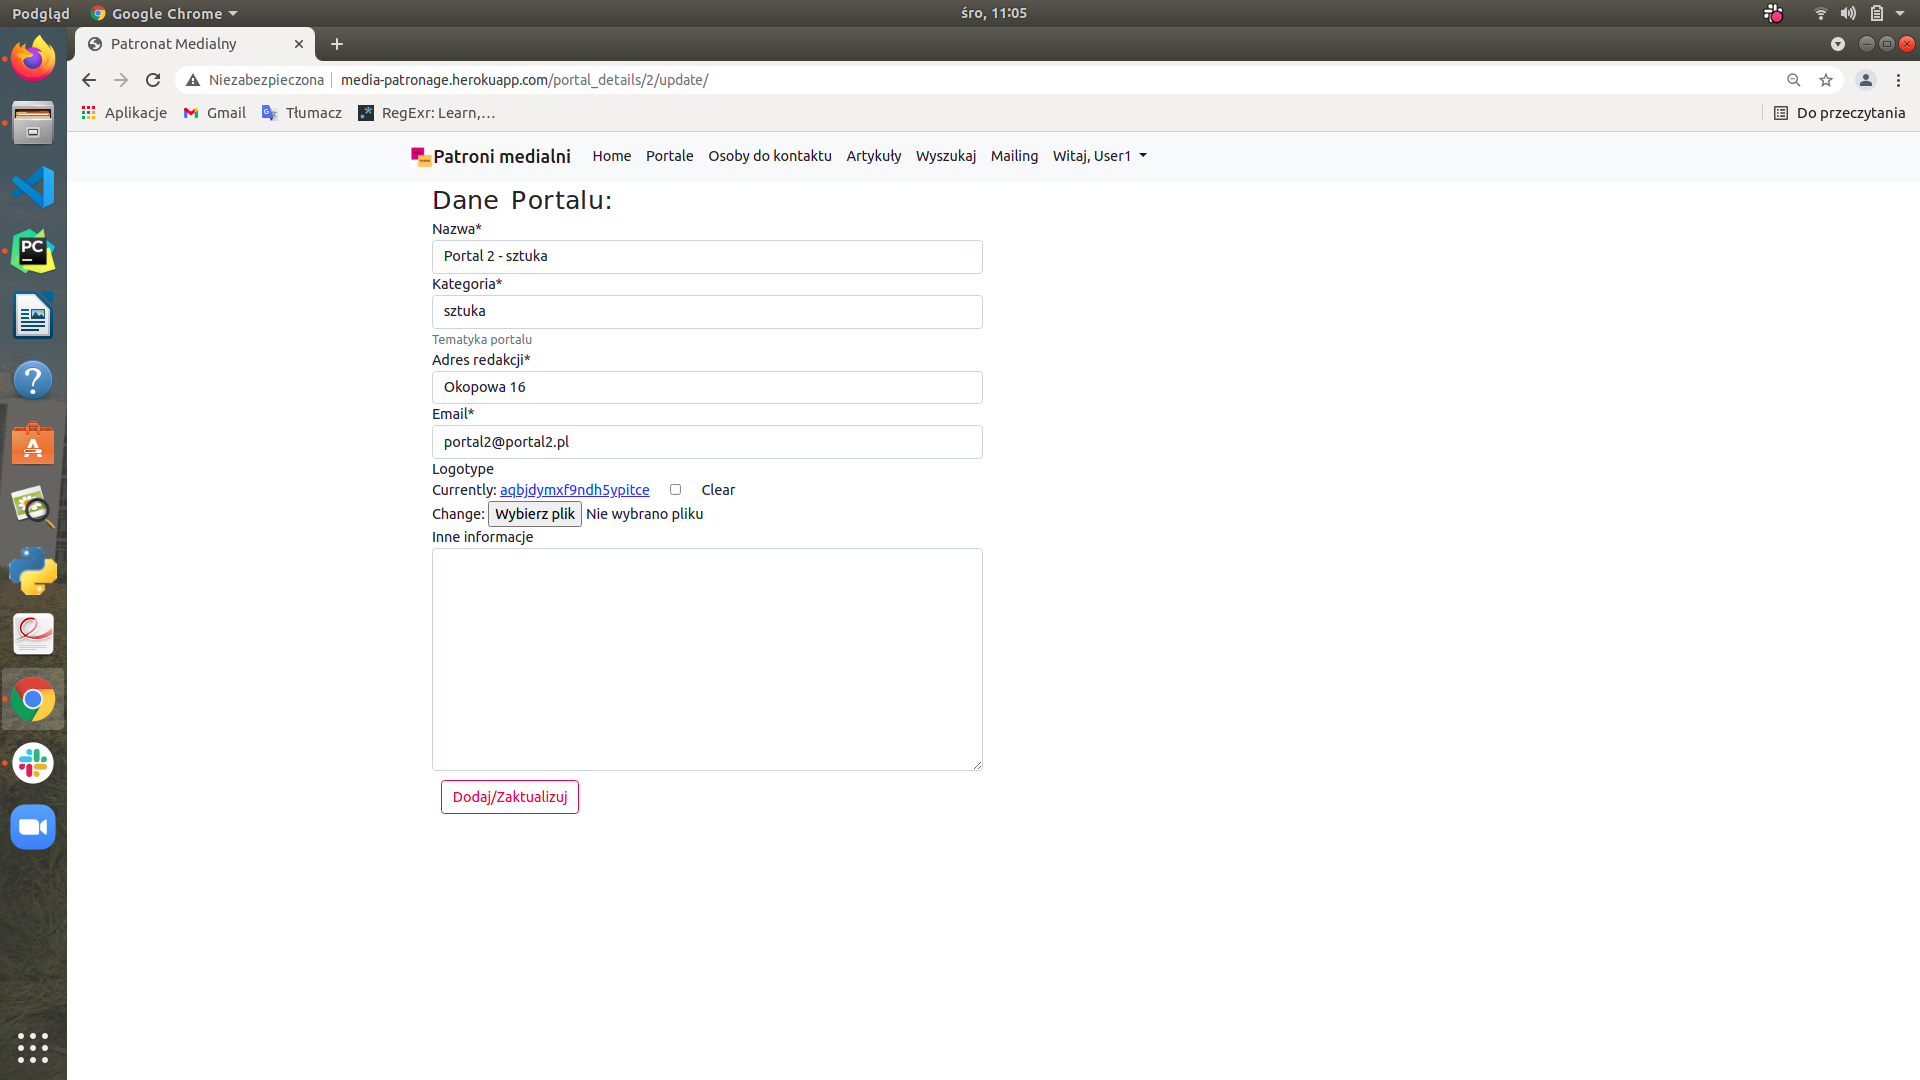 Podgląd Google Chrome śro, 11:05
Patronat Medialny
Niezabezpieczona media-patronage.herokuapp.com/portal_details/2/update/
Aplikacje Gmail Tłumacz RegExr: Learn,... Do przeczytania
Patroni medialni Home Portale Osoby do kontaktu Artykuły Wyszukaj Mailing Witaj, User1
Dane Portalu:
Nazwa*
Portal 2 - sztuka
Kategoria*
sztuka
Tematyka portalu
Adres redakcji*
Okopowa 16
Email*
portal2@portal2.pl
Logotype
Currently: aqbjdymxf9ndh5ypitce Clear
Change: Wybierz plik Nie wybrano pliku
Inne informacje
Dodaj/Zaktualizuj
PC